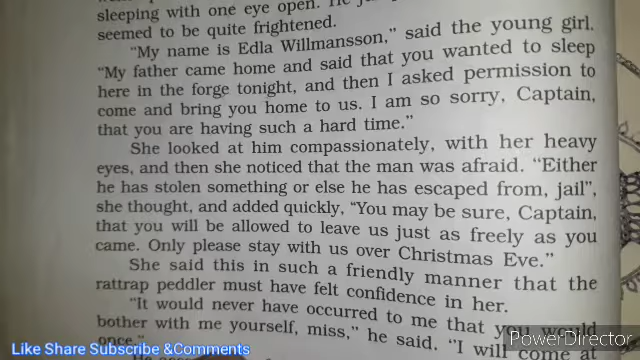 sleeping with one eye open. He
seemed to be quite frightened.
“My name is Edla Willmansson,” said the young girl.
“My father came home and said that you wanted to sleep
here in the forge tonight, and then I asked permission to
come and bring you home to us. I am so sorry, Captain,
that you are having such a hard time.”
She looked at him compassionately, with her heavy
eyes, and then she noticed that the man was afraid. “Either
he has stolen something or else he has escaped from, jail”,
she thought, and added quickly, “You may be sure, Captain,
that you will be allowed to leave us just as freely as you
came. Only please stay with us over Christmas Eve.”
She said this in such a friendly manner that the
rattrap peddler must have felt confidence in her.
“It would never have occurred to me that you would
bother with me yourself, miss,” he said. “I will come at
once.”
Like Share Subscribe &Comments
PowerDirector